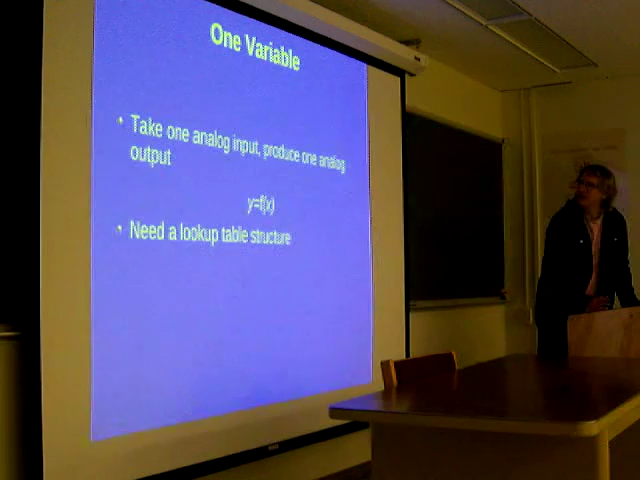 One Variable
• Take one analog input, produce one analog
output
y=f(x)
• Need a lookup table structure